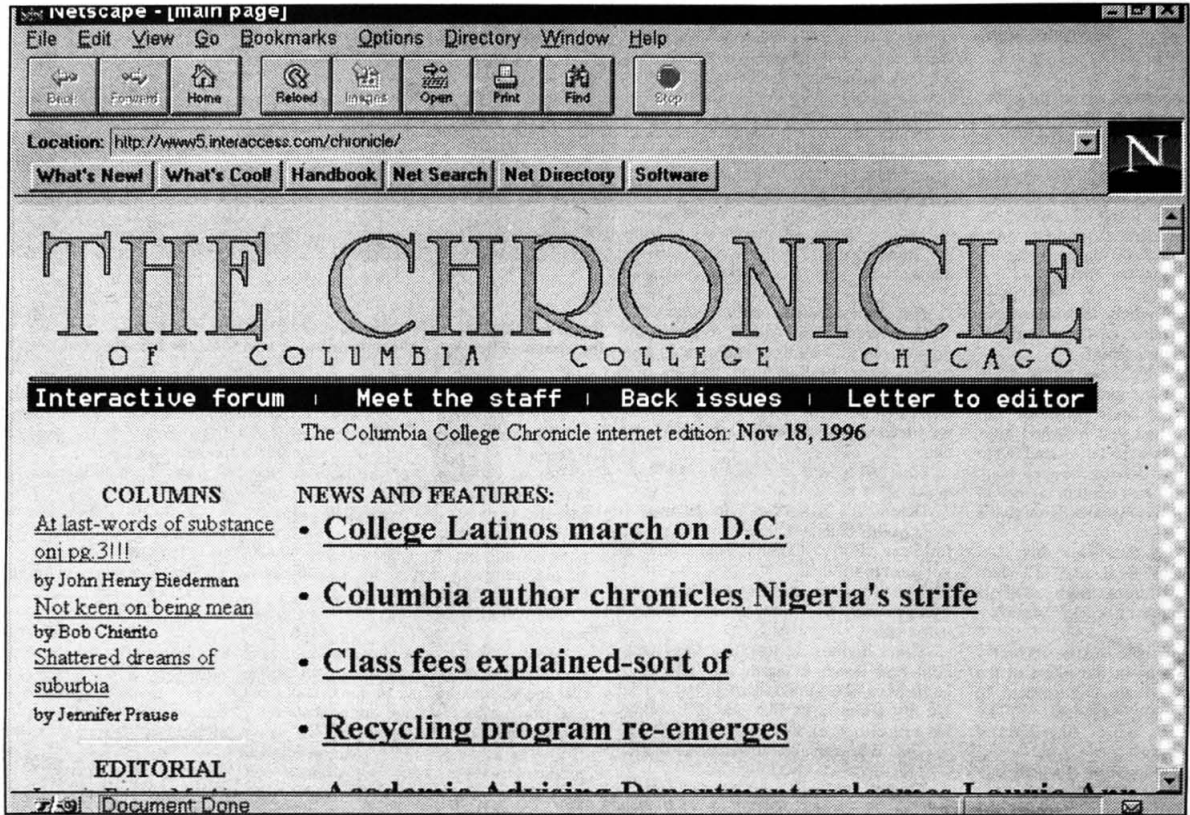 Netscape - [main page]
File Edit View Go Bookmarks Options Directory Window Help
Back Forward Home Reload Images Open Print Find Stop
Location: http://www5.interaccess.com/chronicle/
N
What's New! What's Cool! Handbook Net Search Net Directory Software
THE CHRONICLE
OF COLUMBIA COLLEGE CHICAGO
Interactive forum | Meet the staff | Back issues | Letter to editor
The Columbia College Chronicle internet edition: Nov 18, 1996
COLUMNS
At last-words of substance
onj pg.3!!!
by John Henry Biederman
Not keen on being mean
by Bob Chiarito
Shattered dreams of
suburbia
by Jennifer Prause
EDITORIAL
NEWS AND FEATURES:
• College Latinos march on D.C.
• Columbia author chronicles Nigeria's strife
• Class fees explained-sort of
• Recycling program re-emerges
Academic Advising Department welcomes Laurie Ann
Document Done